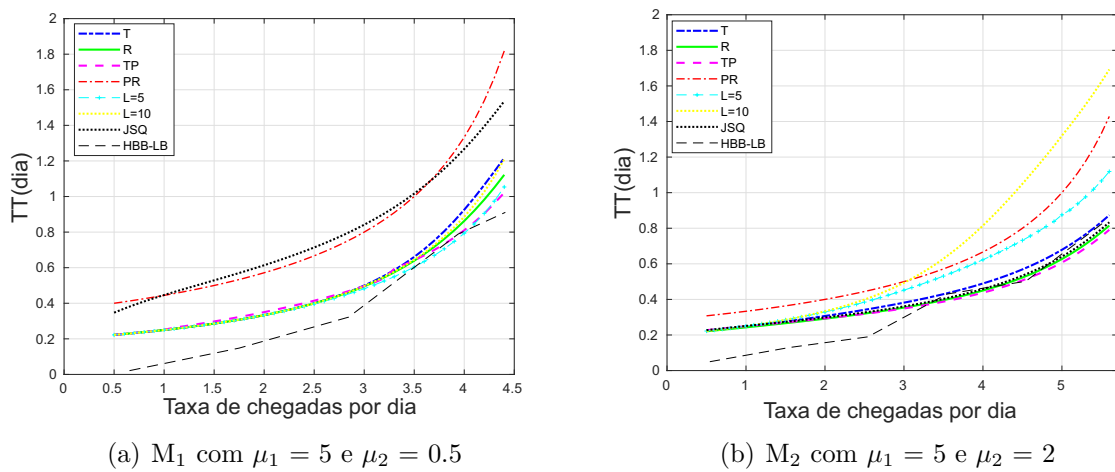 2
1.8
1.6
1.4
1.2
1
0.8
0.6
0.4
0.2
0
TT(dia)
T
R
TP
PR
L=5
L=10
JSQ
HBB-LB
0 0.5 1 1.5 2 2.5 3 3.5 4 4.5
Taxa de chegadas por dia
(a) M₁ com μ₁ = 5 e μ₂ = 0.5
2
1.8
1.6
1.4
1.2
1
0.8
0.6
0.4
0.2
0
TT(dia)
T
R
TP
PR
L=5
L=10
JSQ
HBB-LB
0 1 2 3 4 5
Taxa de chegadas por dia
(b) M₂ com μ₁ = 5 e μ₂ = 2